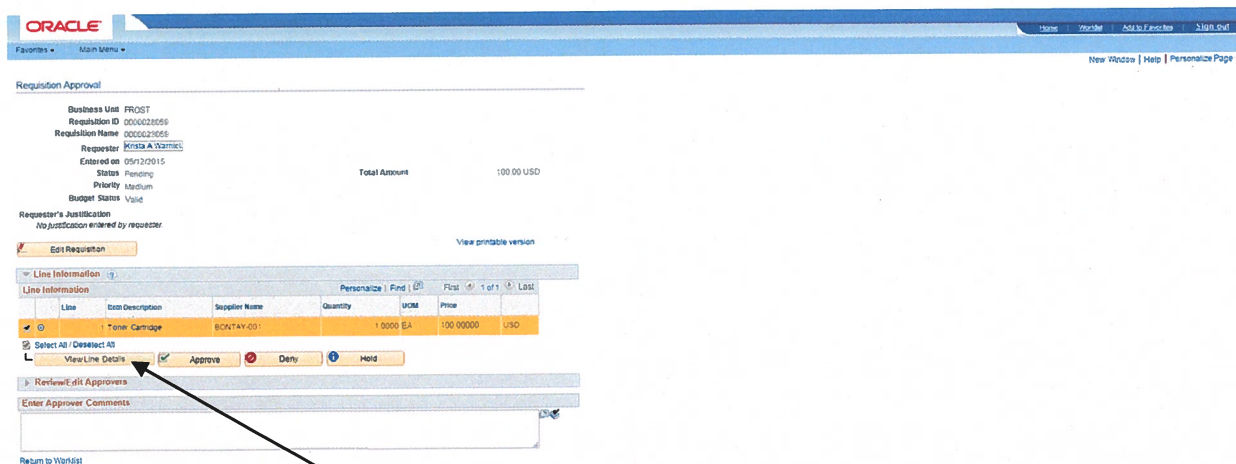 ORACLE
Home | Worklist | Add to Favorites | Sign out
Favorites Main Menu
New Window | Help | Personalize Page
Requisition Approval
Business Unit FROST
Requisition ID
Requisition Name
Requester Krista A Warniel
Entered on 05/12/2015
Status Pending Total Amount 100.00 USD
Priority Medium
Budget Status Valid
Requester's Justification
No justification entered by requester.
Edit Requisition View printable version
Line Information
Line Information Personalize | Find | First 1 of 1 Last
Line Item Description Supplier Name Quantity UOM Price
1 Toner Cartridge BONTAY-001 1.0000 EA 100.00000 USD
Select All / Deselect All
View Line Details Approve Deny Hold
Review/Edit Approvers
Enter Approver Comments
Return to Worklist